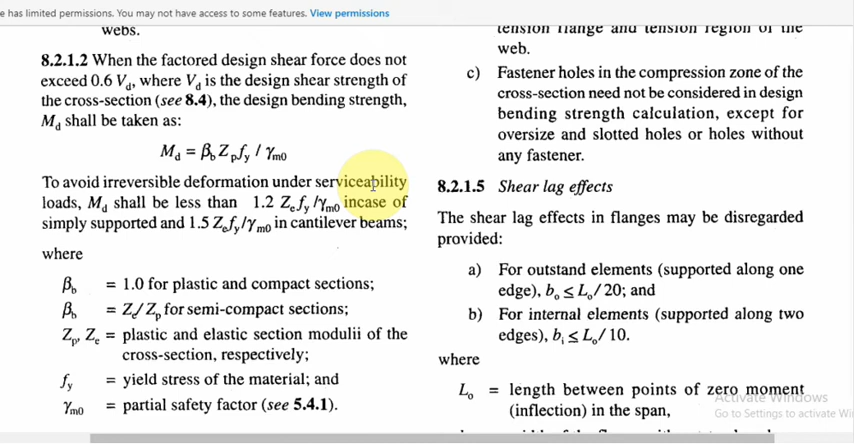 e has limited permissions. You may not have access to some features. View permissions
webs.
8.2.1.2 When the factored design shear force does not
exceed 0.6 V_d, where V_d is the design shear strength of
the cross-section (see 8.4), the design bending strength,
M_d shall be taken as:
M_d = β_b Z_p f_y / γ_m0
To avoid irreversible deformation under serviceability
loads, M_d shall be less than 1.2 Z_e f_y /γ_m0 incase of
simply supported and 1.5 Z_e f_y /γ_m0 in cantilever beams;
where
β_b = 1.0 for plastic and compact sections;
β_b = Z_e/Z_p for semi-compact sections;
Z_p, Z_e = plastic and elastic section modulii of the
cross-section, respectively;
f_y = yield stress of the material; and
γ_m0 = partial safety factor (see 5.4.1).
tension flange and tension region of the
web.
c) Fastener holes in the compression zone of the
cross-section need not be considered in design
bending strength calculation, except for
oversize and slotted holes or holes without
any fastener.
8.2.1.5 Shear lag effects
The shear lag effects in flanges may be disregarded
provided:
a) For outstand elements (supported along one
edge), b_o ≤ L_o / 20; and
b) For internal elements (supported along two
edges), b_i ≤ L_o / 10.
where
L_o = length between points of zero moment
(inflection) in the span,
Activate Windows
Go to Settings to activate Wi